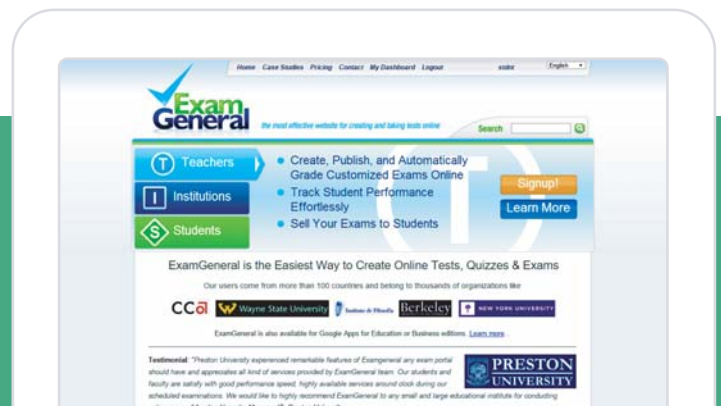 Home Case Studies Pricing Contact My Dashboard Logout
English
Exam
General
the most effective website for creating and taking tests online
Search
T Teachers
I Institutions
S Students
Create, Publish, and Automatically
Grade Customized Exams Online
Track Student Performance
Effortlessly
Sell Your Exams to Students
Signup!
Learn More
ExamGeneral is the Easiest Way to Create Online Tests, Quizzes & Exams
Our users come from more than 100 countries and belong to thousands of organizations like
Wayne State University
Instituto de Filosofía
Berkeley
NEW YORK UNIVERSITY
ExamGeneral is also available for Google Apps for Education or Business editions. Learn more .
Testimonial: "Preston University experienced remarkable features of Examgeneral any exam portal
should have and appreciates all kind of services provided by ExamGeneral team. Our students and
faculty are satisfy with good performance speed, highly available services around clock during our
scheduled examinations. We would like to highly recommend ExamGeneral to any small and large educational institute for conducting
PRESTON
UNIVERSITY